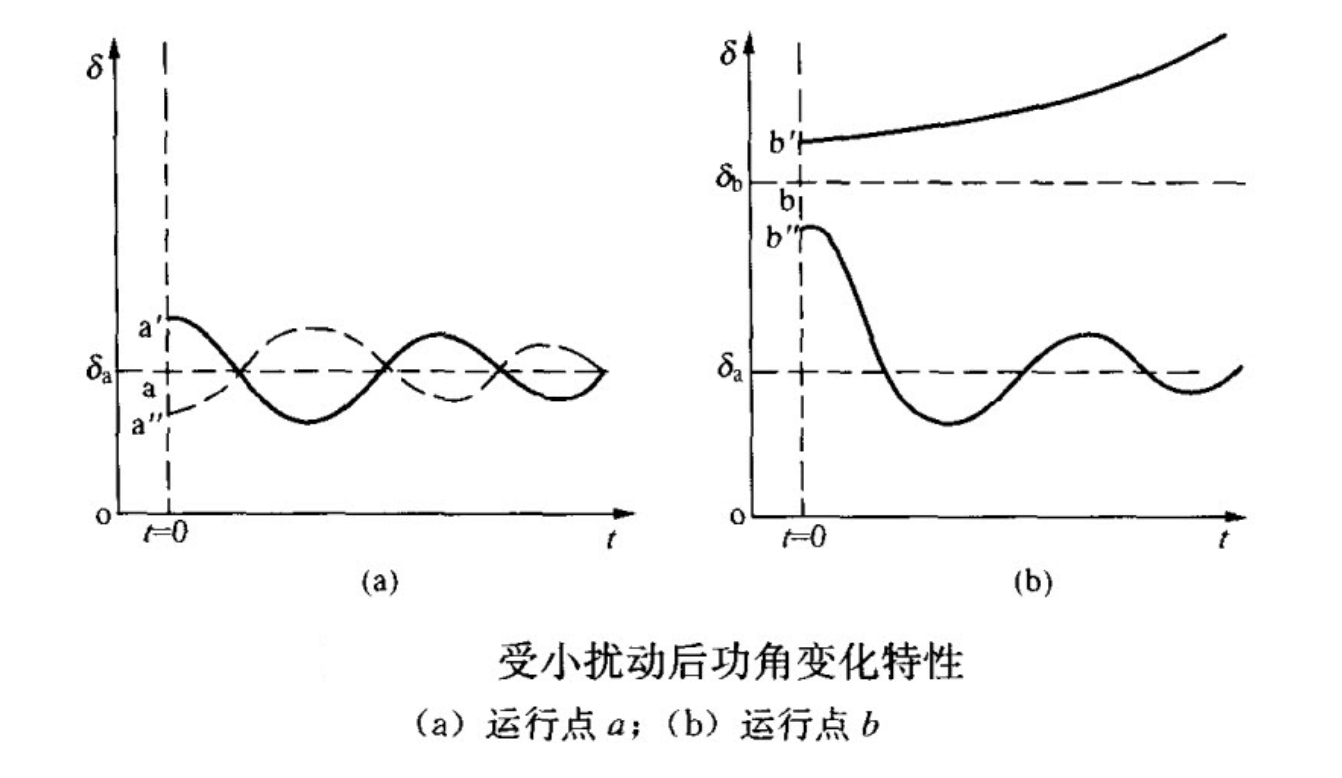 δ
a′
δa
a
a″
o
t=0
t
(a)
δ
b′
δb
b
b″
δa
o
t=0
t
(b)
受小扰动后功角变化特性
(a) 运行点 a；(b) 运行点 b